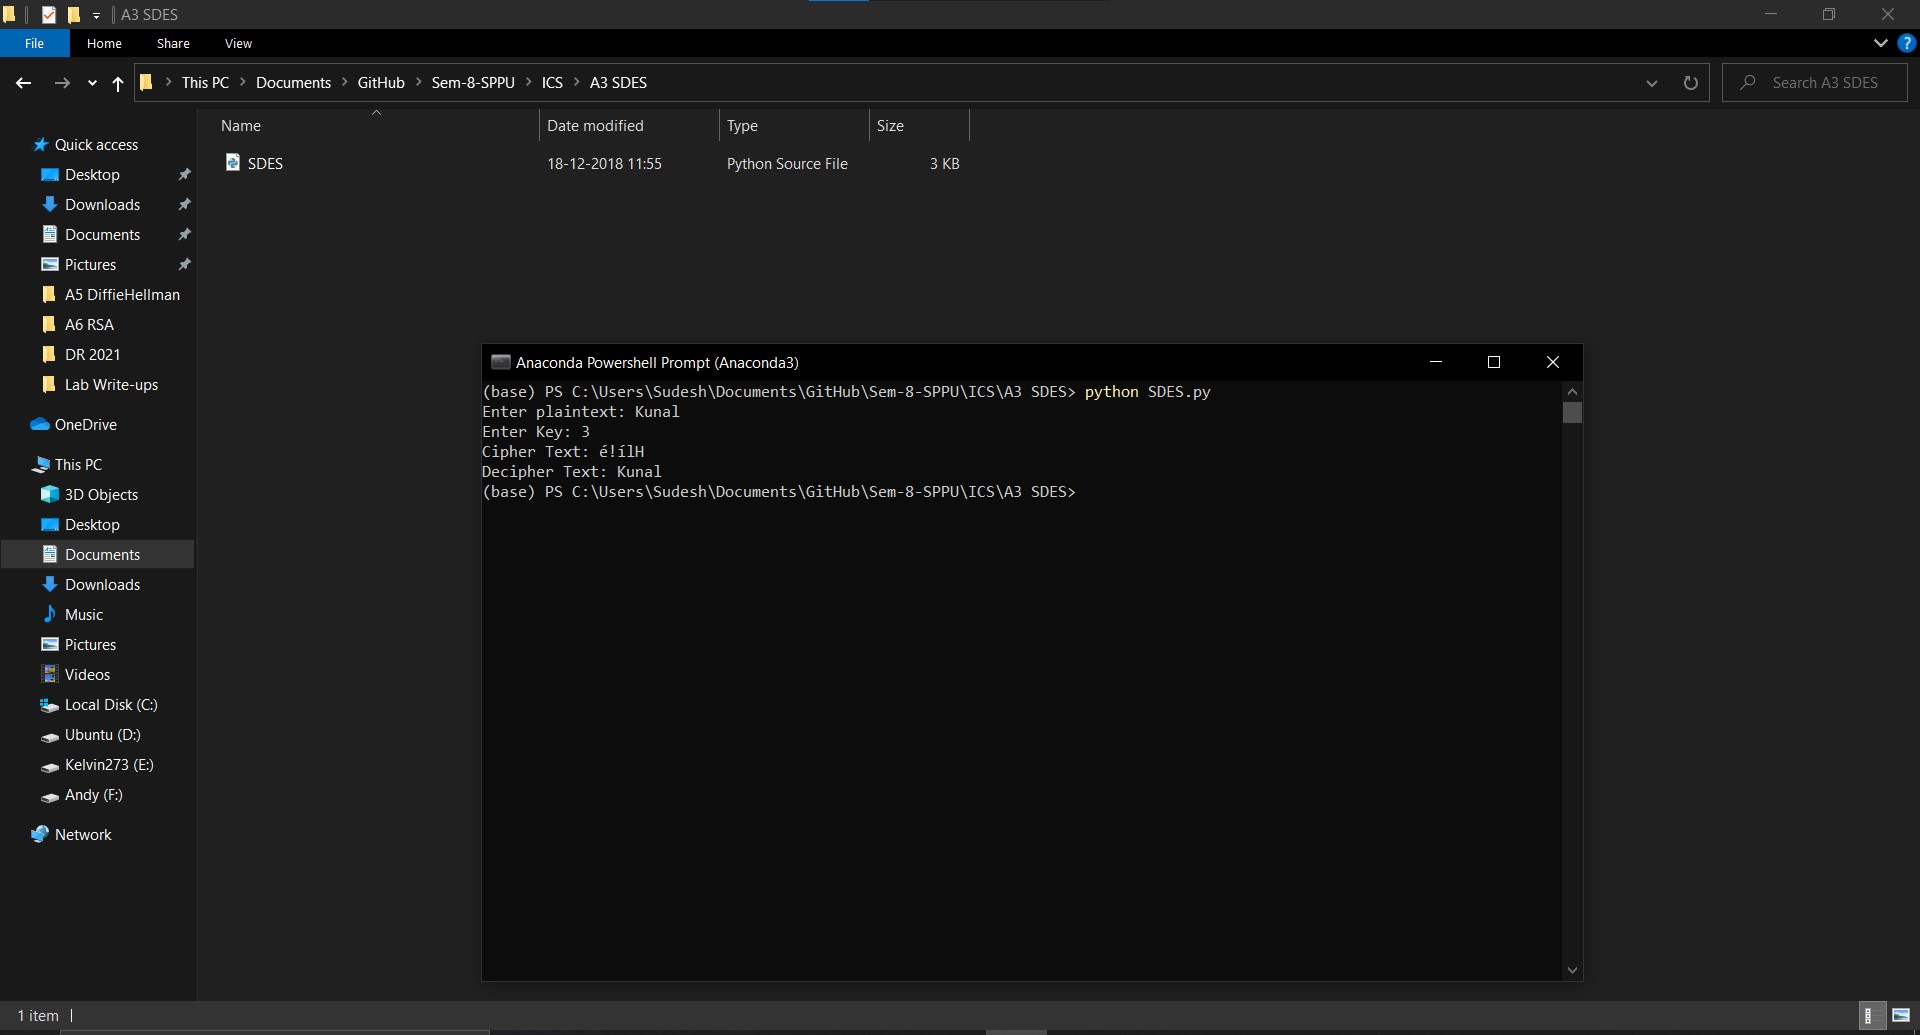 A3 SDES
File Home Share View
This PC > Documents > GitHub > Sem-8-SPPU > ICS > A3 SDES
Search A3 SDES
Name Date modified Type Size
SDES 18-12-2018 11:55 Python Source File 3 KB
Quick access
Desktop
Downloads
Documents
Pictures
A5 DiffieHellman
A6 RSA
DR 2021
Lab Write-ups
OneDrive
This PC
3D Objects
Desktop
Documents
Downloads
Music
Pictures
Videos
Local Disk (C:)
Ubuntu (D:)
Kelvin273 (E:)
Andy (F:)
Network
Anaconda Powershell Prompt (Anaconda3)
(base) PS C:\Users\Sudesh\Documents\GitHub\Sem-8-SPPU\ICS\A3 SDES> python SDES.py
Enter plaintext: Kunal
Enter Key: 3
Cipher Text: é!ílH
Decipher Text: Kunal
(base) PS C:\Users\Sudesh\Documents\GitHub\Sem-8-SPPU\ICS\A3 SDES>
1 item